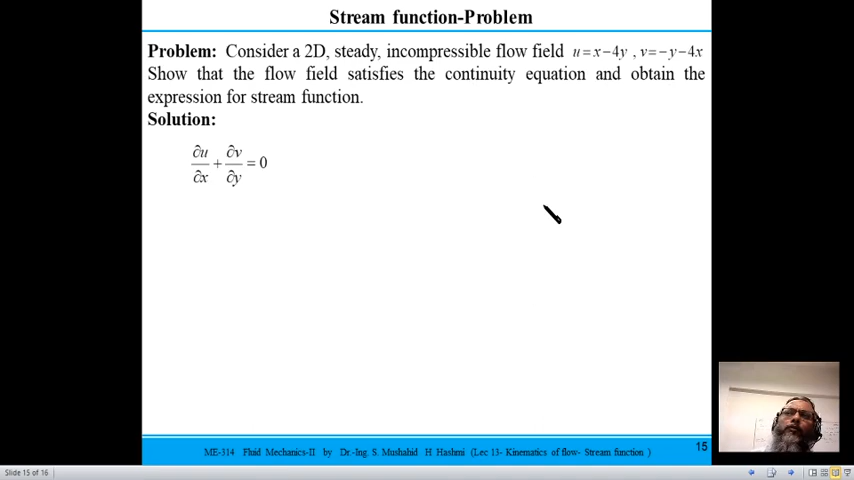 Stream function-Problem
Problem: Consider a 2D, steady, incompressible flow field u=x−4y , v=−y−4x
Show that the flow field satisfies the continuity equation and obtain the
expression for stream function.
Solution:
∂u/∂x + ∂v/∂y = 0
ME-314 Fluid Mechanics-II by Dr.-Ing. S. Mushahid H Hashmi (Lec 13- Kinematics of flow- Stream function ) 15
Slide 15 of 16